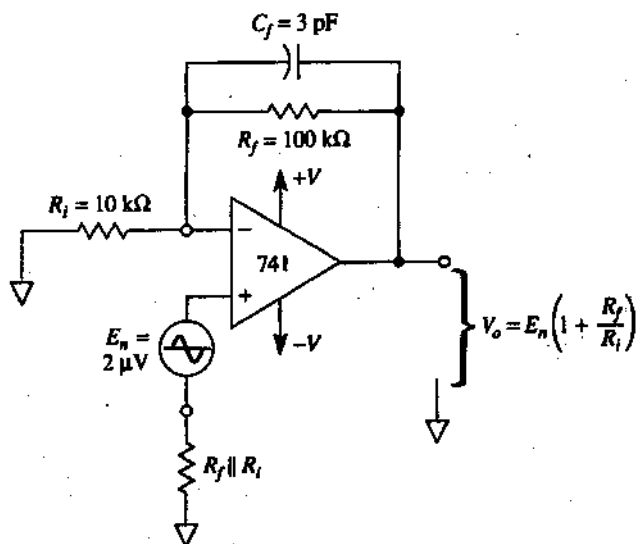 C_f = 3 pF
R_f = 100 kΩ
+V
R_i = 10 kΩ
−
741
+
E_n =
2 μV
−V
V_o = E_n(1 + R_f/R_i)
R_f ∥ R_i